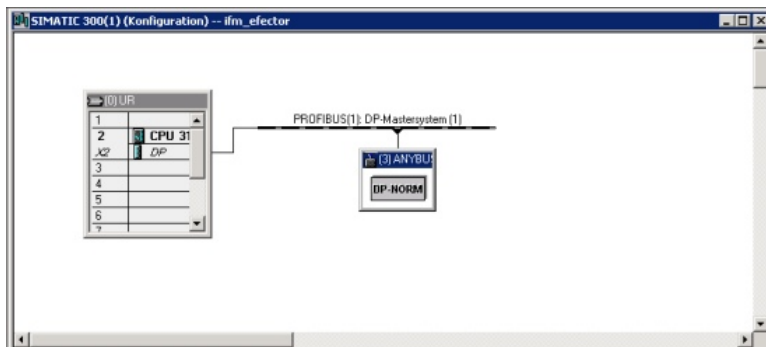 SIMATIC 300(1) (Konfiguration) -- ifm_efector
(0) UR
1
2 CPU 31
X2 DP
3
4
5
6
7
PROFIBUS(1): DP-Mastersystem (1)
(3) ANYBUS
DP-NORM